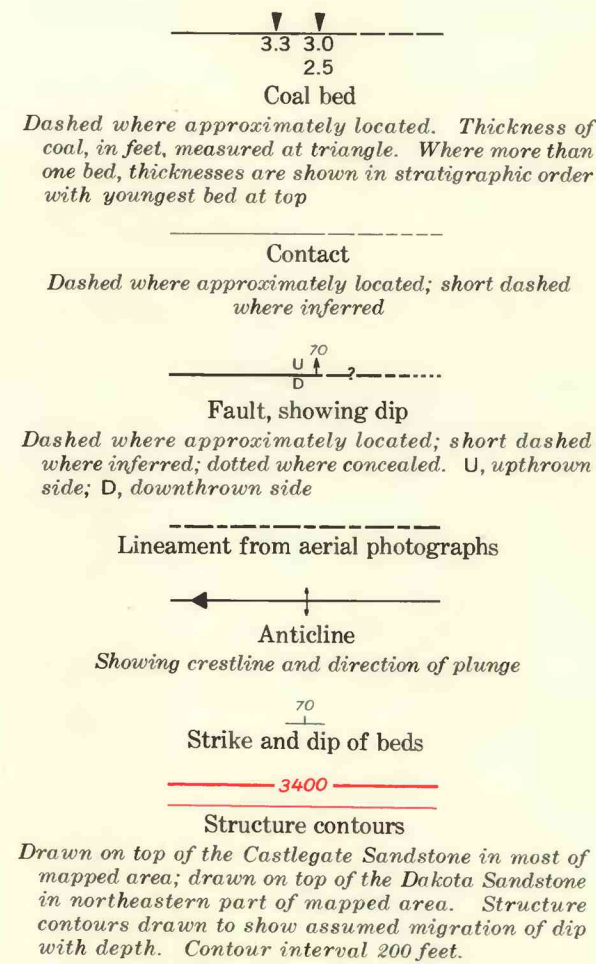 3.3 3.0
2.5
Coal bed
Dashed where approximately located. Thickness of
coal, in feet, measured at triangle. Where more than
one bed, thicknesses are shown in stratigraphic order
with youngest bed at top
Contact
Dashed where approximately located; short dashed
where inferred
70
U
?
D
Fault, showing dip
Dashed where approximately located; short dashed
where inferred; dotted where concealed. U, upthrown
side; D, downthrown side
Lineament from aerial photographs
Anticline
Showing crestline and direction of plunge
70
Strike and dip of beds
3400
Structure contours
Drawn on top of the Castlegate Sandstone in most of
mapped area; drawn on top of the Dakota Sandstone
in northeastern part of mapped area. Structure
contours drawn to show assumed migration of dip
with depth. Contour interval 200 feet.